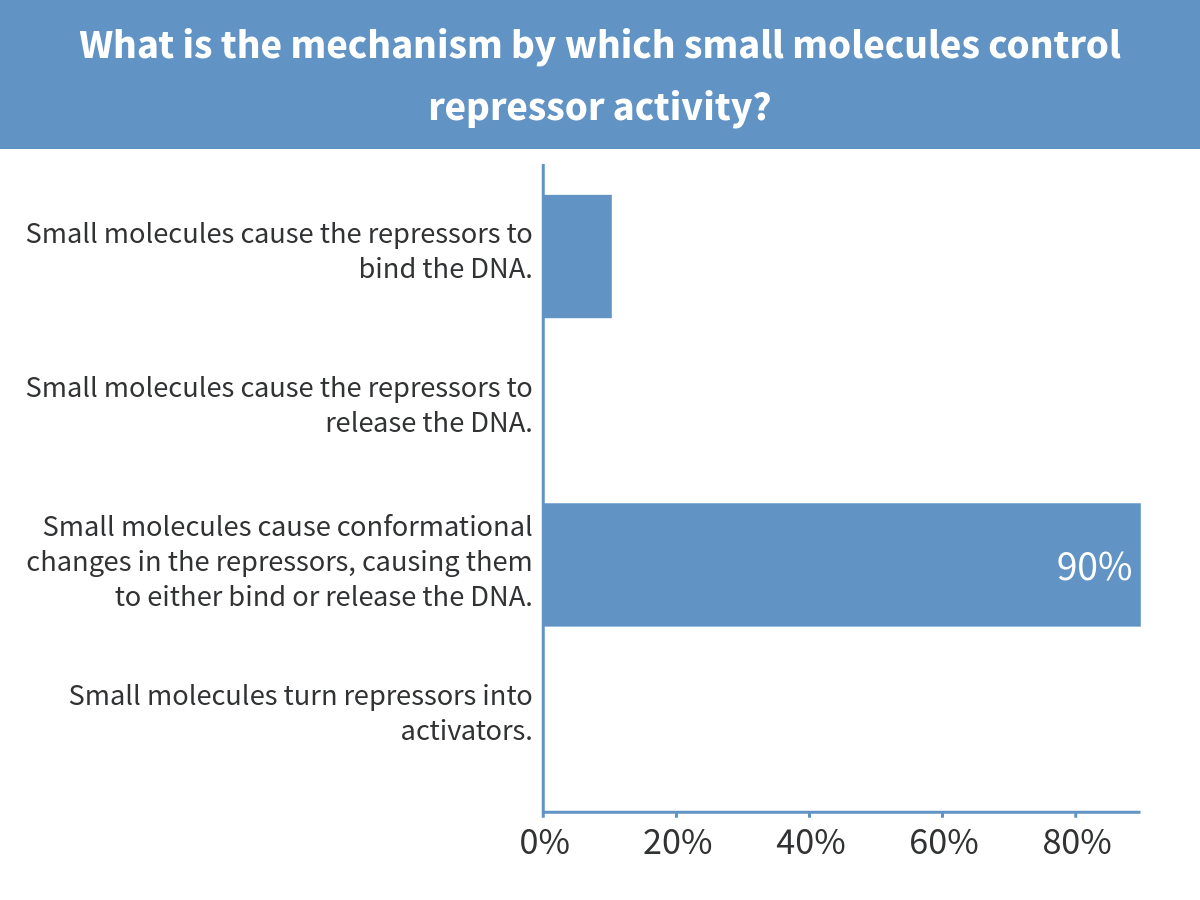 What is the mechanism by which small molecules control
repressor activity?
Small molecules cause the repressors to
bind the DNA.
Small molecules cause the repressors to
release the DNA.
Small molecules cause conformational
changes in the repressors, causing them
to either bind or release the DNA.
90%
Small molecules turn repressors into
activators.
0%
20%
40%
60%
80%